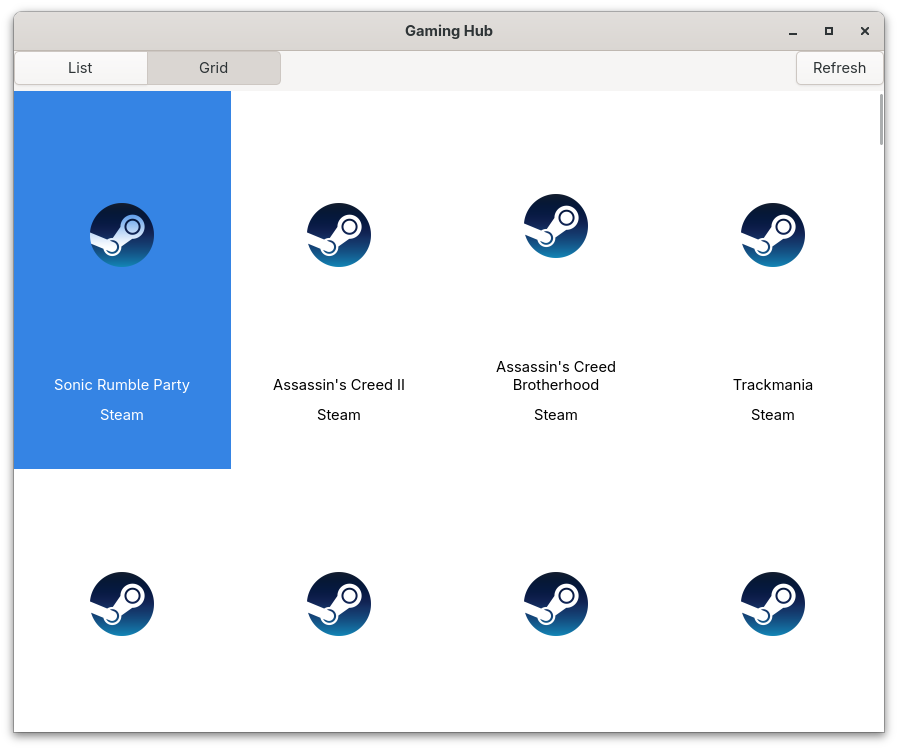 Gaming Hub
List
Grid
Refresh
Sonic Rumble Party
Steam
Assassin's Creed II
Steam
Assassin's Creed
Brotherhood
Steam
Trackmania
Steam